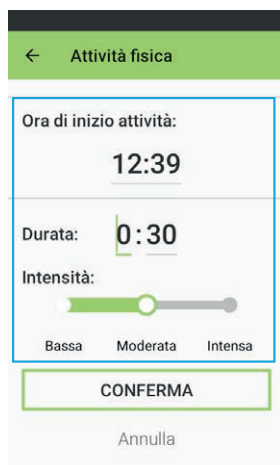 Attività fisica
Ora di inizio attività:
12:39
Durata: 0:30
Intensità:
Bassa Moderata Intensa
CONFERMA
Annulla